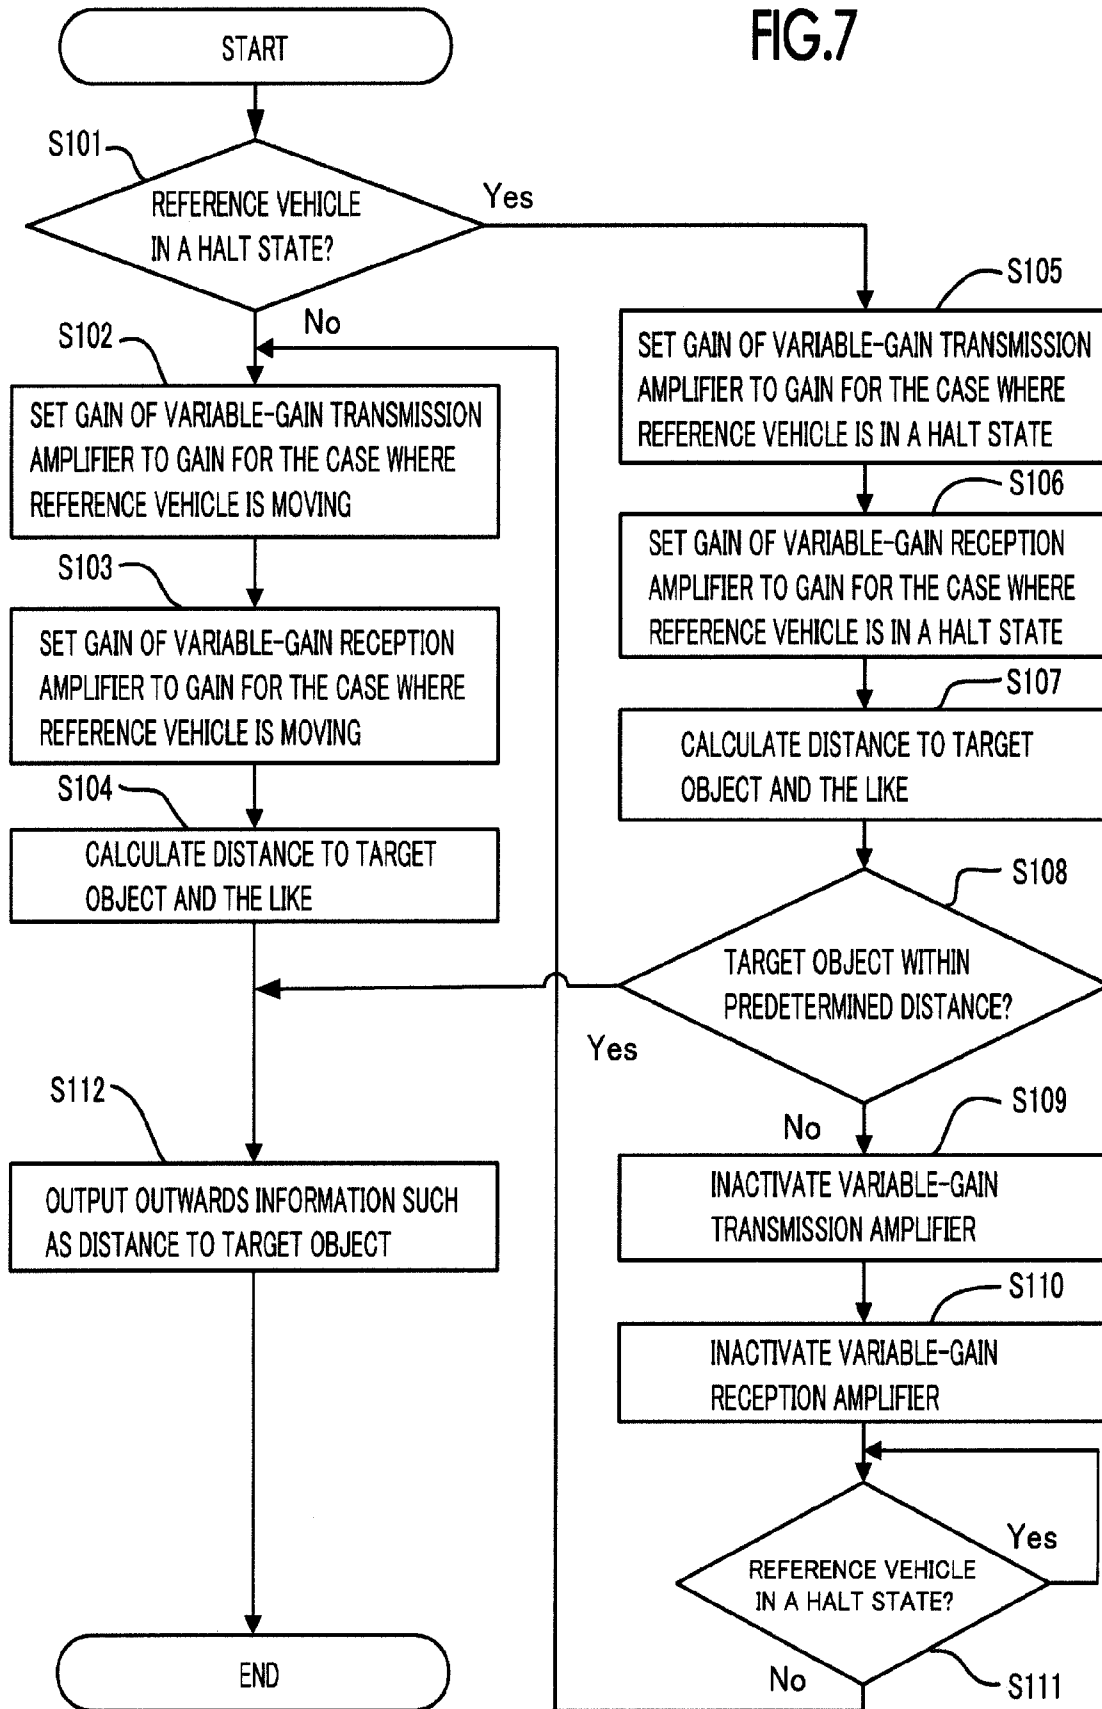 FIG.7
START
S101
REFERENCE VEHICLE
IN A HALT STATE?
Yes
No
S102
SET GAIN OF VARIABLE-GAIN TRANSMISSION
AMPLIFIER TO GAIN FOR THE CASE WHERE
REFERENCE VEHICLE IS MOVING
S103
SET GAIN OF VARIABLE-GAIN RECEPTION
AMPLIFIER TO GAIN FOR THE CASE WHERE
REFERENCE VEHICLE IS MOVING
S104
CALCULATE DISTANCE TO TARGET
OBJECT AND THE LIKE
S105
SET GAIN OF VARIABLE-GAIN TRANSMISSION
AMPLIFIER TO GAIN FOR THE CASE WHERE
REFERENCE VEHICLE IS IN A HALT STATE
S106
SET GAIN OF VARIABLE-GAIN RECEPTION
AMPLIFIER TO GAIN FOR THE CASE WHERE
REFERENCE VEHICLE IS IN A HALT STATE
S107
CALCULATE DISTANCE TO TARGET
OBJECT AND THE LIKE
S108
TARGET OBJECT WITHIN
PREDETERMINED DISTANCE?
Yes
No
S109
INACTIVATE VARIABLE-GAIN
TRANSMISSION AMPLIFIER
S110
INACTIVATE VARIABLE-GAIN
RECEPTION AMPLIFIER
REFERENCE VEHICLE
IN A HALT STATE?
Yes
No
S111
S112
OUTPUT OUTWARDS INFORMATION SUCH
AS DISTANCE TO TARGET OBJECT
END